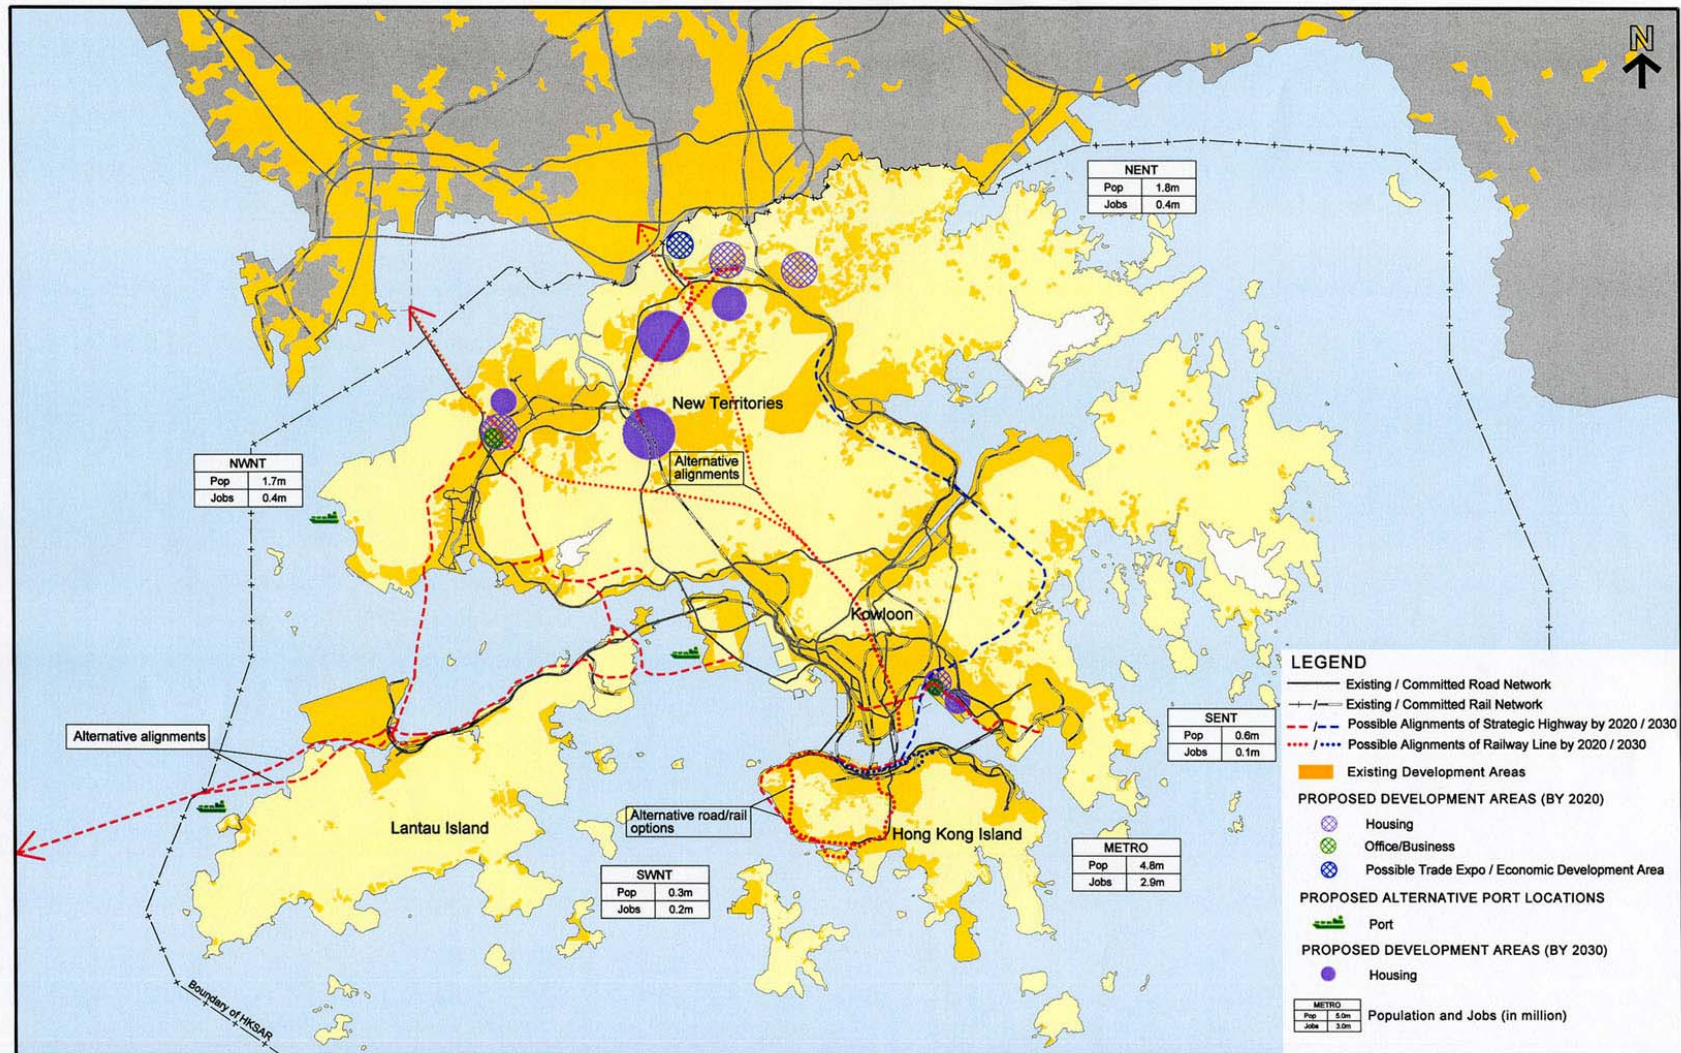 N
NENT
Pop 1.8m
Jobs 0.4m
New Territories
NWNT
Pop 1.7m
Jobs 0.4m
Alternative
alignments
Kowloon
LEGEND
Existing / Committed Road Network
Existing / Committed Rail Network
Possible Alignments of Strategic Highway by 2020 / 2030
Possible Alignments of Railway Line by 2020 / 2030
Existing Development Areas
PROPOSED DEVELOPMENT AREAS (BY 2020)
Housing
Office/Business
Possible Trade Expo / Economic Development Area
PROPOSED ALTERNATIVE PORT LOCATIONS
Port
PROPOSED DEVELOPMENT AREAS (BY 2030)
Housing
METRO
Pop 5.0m
Jobs 3.0m
Population and Jobs (in million)
SENT
Pop 0.6m
Jobs 0.1m
Alternative alignments
Alternative road/rail
options
Lantau Island
Hong Kong Island
METRO
Pop 4.8m
Jobs 2.9m
SWNT
Pop 0.3m
Jobs 0.2m
Boundary of HKSAR